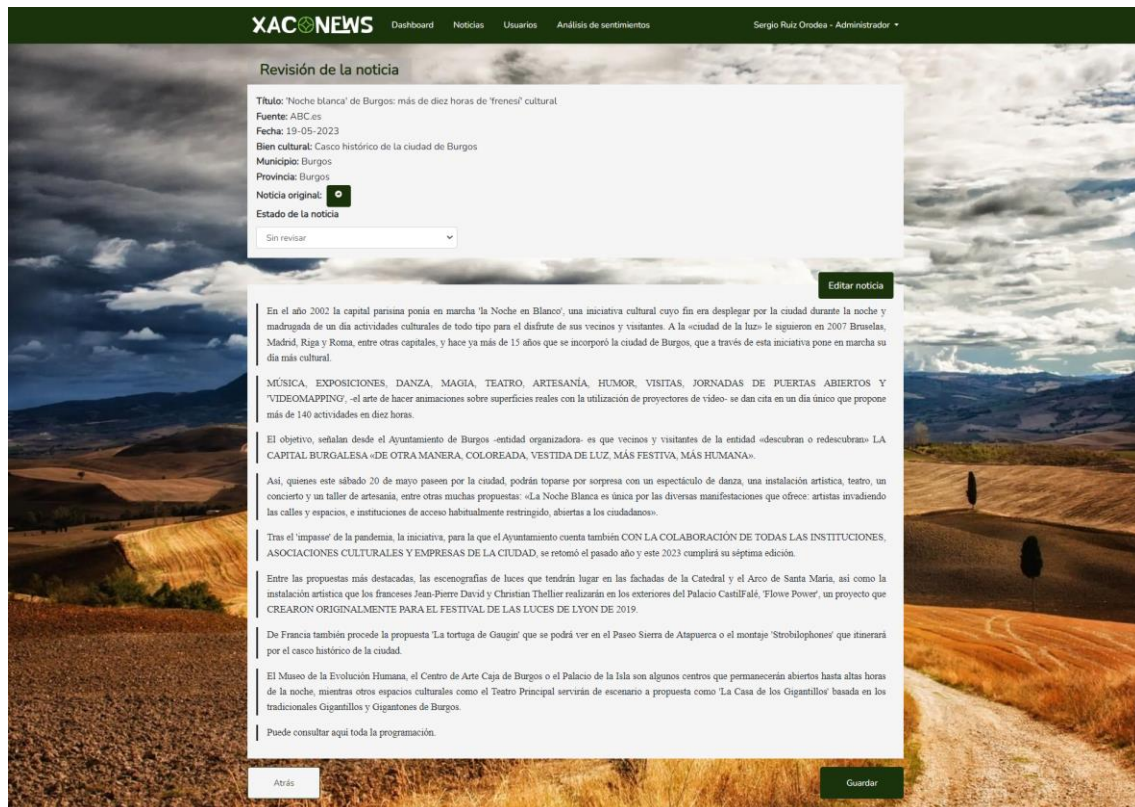 XACONEWS Dashboard Noticias Usuarios Análisis de sentimientos Sergio Ruiz Orodea - Administrador
Revisión de la noticia
Título: 'Noche blanca' de Burgos: más de diez horas de 'frenesí' cultural
Fuente: ABC.es
Fecha: 19-05-2023
Bien cultural: Casco histórico de la ciudad de Burgos
Municipio: Burgos
Provincia: Burgos
Noticia original:
Estado de la noticia
Sin revisar
Editar noticia
En el año 2002 la capital parisina ponía en marcha 'la Noche en Blanco', una iniciativa cultural cuyo fin era desplegar por la ciudad durante la noche y
madrugada de un día actividades culturales de todo tipo para el disfrute de sus vecinos y visitantes. A la «ciudad de la luz» le siguieron en 2007 Bruselas,
Madrid, Riga y Roma, entre otras capitales, y hace ya más de 15 años que se incorporó la ciudad de Burgos, que a través de esta iniciativa pone en marcha su
día más cultural.
MÚSICA, EXPOSICIONES, DANZA, MAGIA, TEATRO, ARTESANÍA, HUMOR, VISITAS, JORNADAS DE PUERTAS ABIERTOS Y
'VIDEOMAPPING', -el arte de hacer animaciones sobre superficies reales con la utilización de proyectores de vídeo- se dan cita en un día único que propone
más de 140 actividades en diez horas.
El objetivo, señalan desde el Ayuntamiento de Burgos -entidad organizadora- es que vecinos y visitantes de la entidad «descubran o redescubran» LA
CAPITAL BURGALESA «DE OTRA MANERA, COLOREADA, VESTIDA DE LUZ, MÁS FESTIVA, MÁS HUMANA».
Así, quienes este sábado 20 de mayo paseen por la ciudad, podrán toparse por sorpresa con un espectáculo de danza, una instalación artística, teatro, un
concierto y un taller de artesanía, entre otras muchas propuestas: «La Noche Blanca es única por las diversas manifestaciones que ofrece: artistas invadiendo
las calles y espacios, e instituciones de acceso habitualmente restringido, abiertas a los ciudadanos».
Tras el 'impasse' de la pandemia, la iniciativa, para la que el Ayuntamiento cuenta también CON LA COLABORACIÓN DE TODAS LAS INSTITUCIONES,
ASOCIACIONES CULTURALES Y EMPRESAS DE LA CIUDAD, se retomó el pasado año y este 2023 cumplirá su séptima edición.
Entre las propuestas más destacadas, las escenografías de luces que tendrán lugar en las fachadas de la Catedral y el Arco de Santa María, así como la
instalación artística que los franceses Jean-Pierre David y Christian Thellier realizarán en los exteriores del Palacio CastilFalé, 'Flowe Power', un proyecto que
CREARON ORIGINALMENTE PARA EL FESTIVAL DE LAS LUCES DE LYON DE 2019.
De Francia también procede la propuesta 'La tortuga de Gaugin' que se podrá ver en el Paseo Sierra de Atapuerca o el montaje 'Strobilophones' que itinerará
por el casco histórico de la ciudad.
El Museo de la Evolución Humana, el Centro de Arte Caja de Burgos o el Palacio de la Isla son algunos centros que permanecerán abiertos hasta altas horas
de la noche, mientras otros espacios culturales como el Teatro Principal servirán de escenario a propuesta como 'La Casa de los Gigantillos' basada en los
tradicionales Gigantillos y Gigantones de Burgos.
Puede consultar aquí toda la programación.
Atrás Guardar